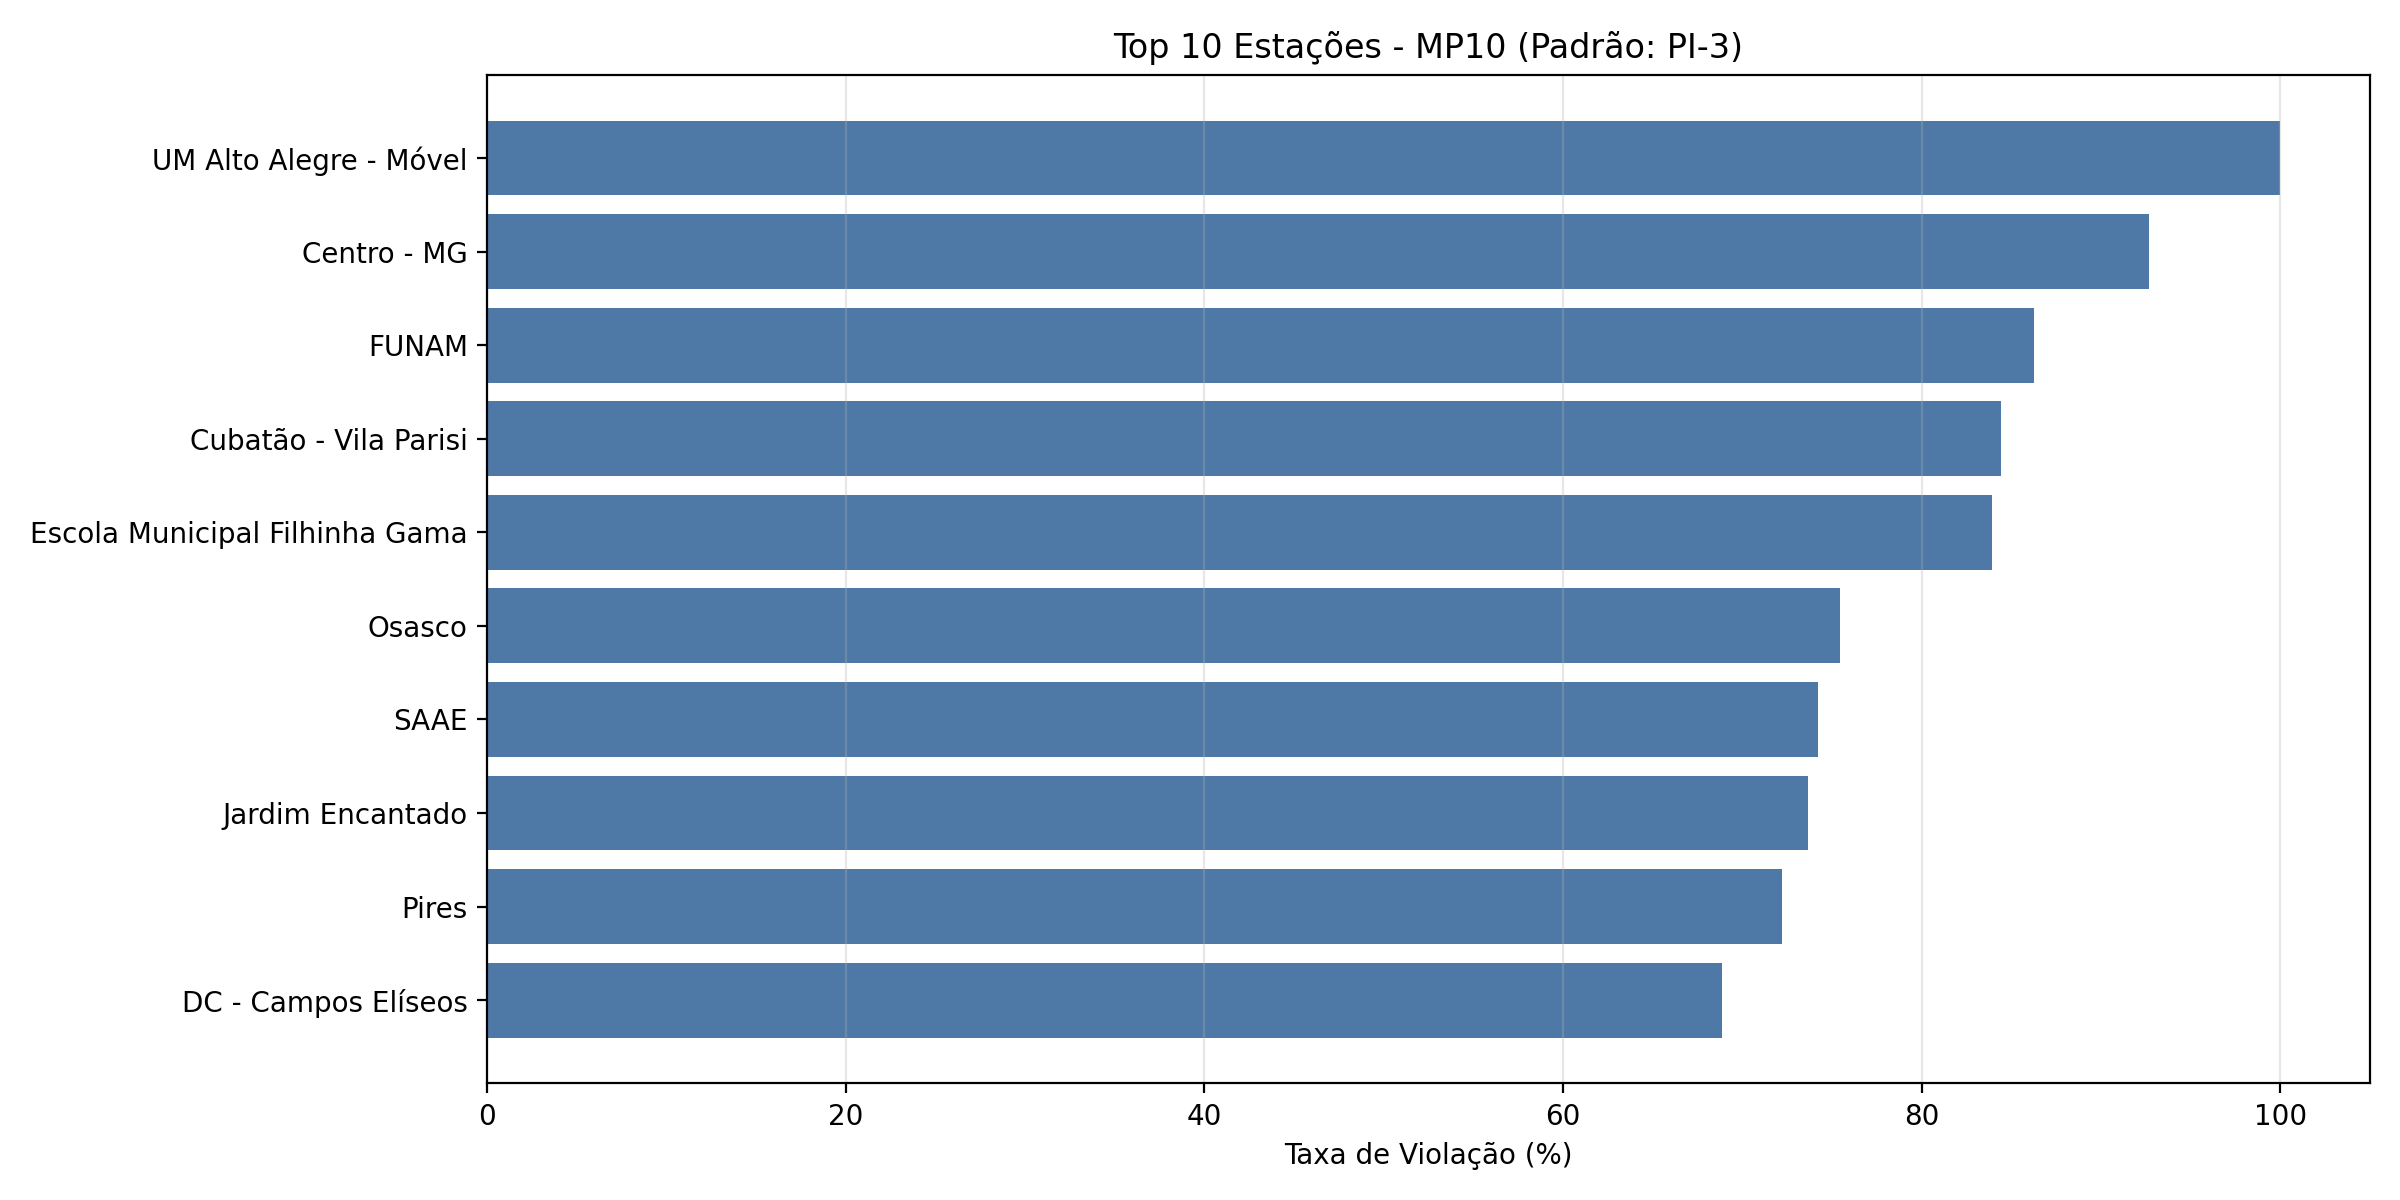 Top 10 Estações - MP10 (Padrão: PI-3)
UM Alto Alegre - Móvel
Centro - MG
FUNAM
Cubatão - Vila Parisi
Escola Municipal Filhinha Gama
Osasco
SAAE
Jardim Encantado
Pires
DC - Campos Elíseos
0 20 40 60 80 100
Taxa de Violação (%)